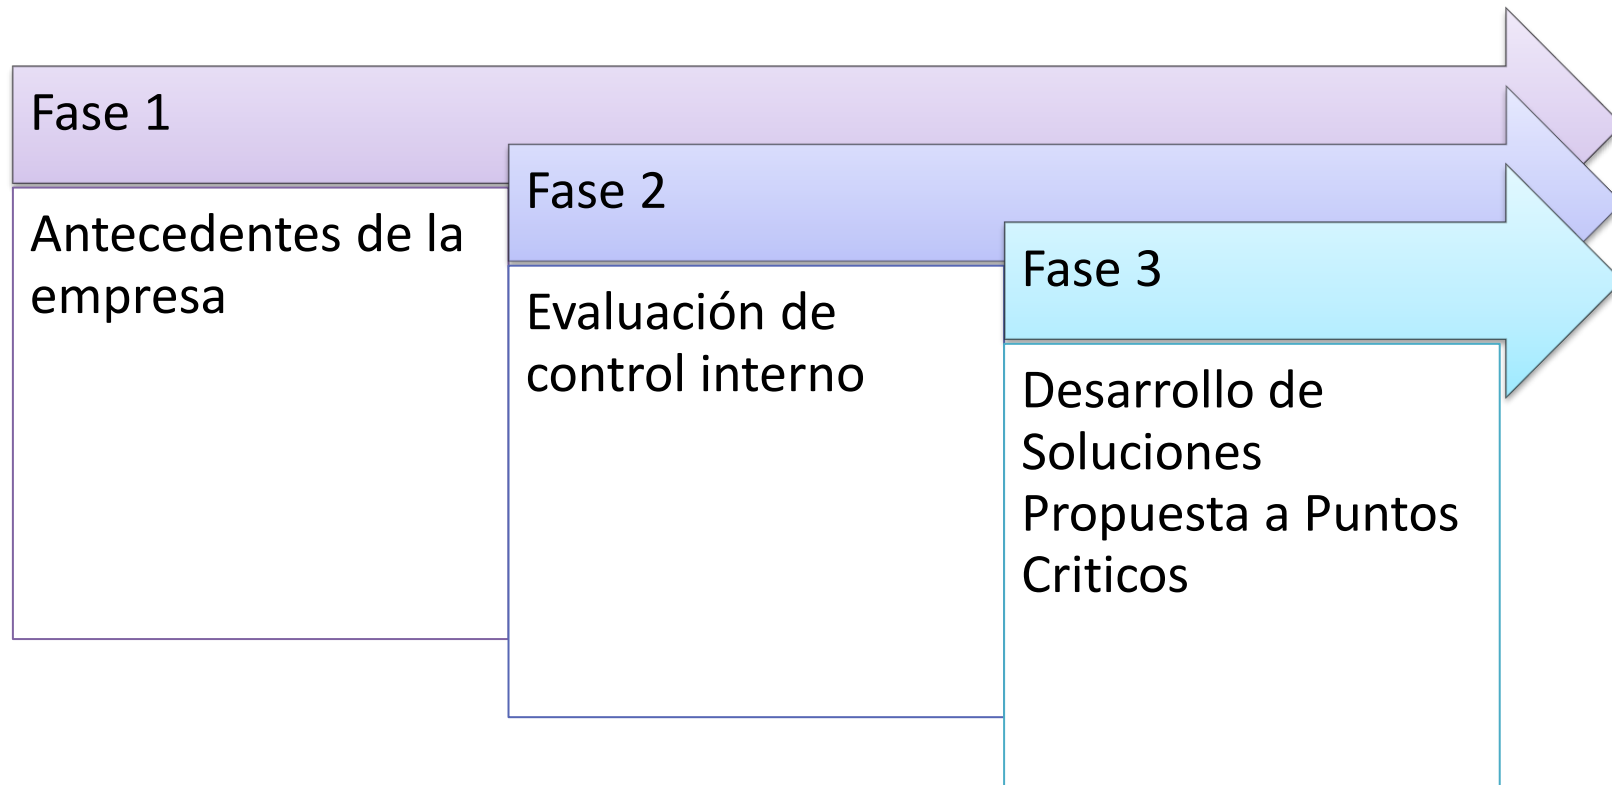 Fase 1
Antecedentes de la
empresa
Fase 2
Evaluación de
control interno
Fase 3
Desarrollo de
Soluciones
Propuesta a Puntos
Criticos